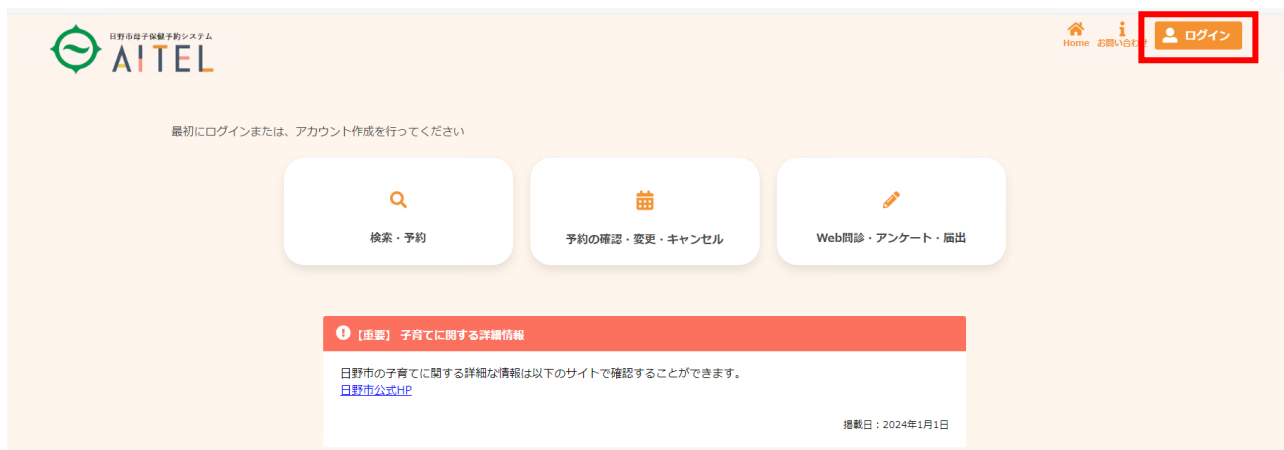 日野市母子保健予約システム
AITEL
Home
お問い合わせ
ログイン
最初にログインまたは、アカウント作成を行ってください
検索・予約
予約の確認・変更・キャンセル
Web問診・アンケート・届出
【重要】 子育てに関する詳細情報
日野市の子育てに関する詳細な情報は以下のサイトで確認することができます。
日野市公式HP
掲載日：2024年1月1日